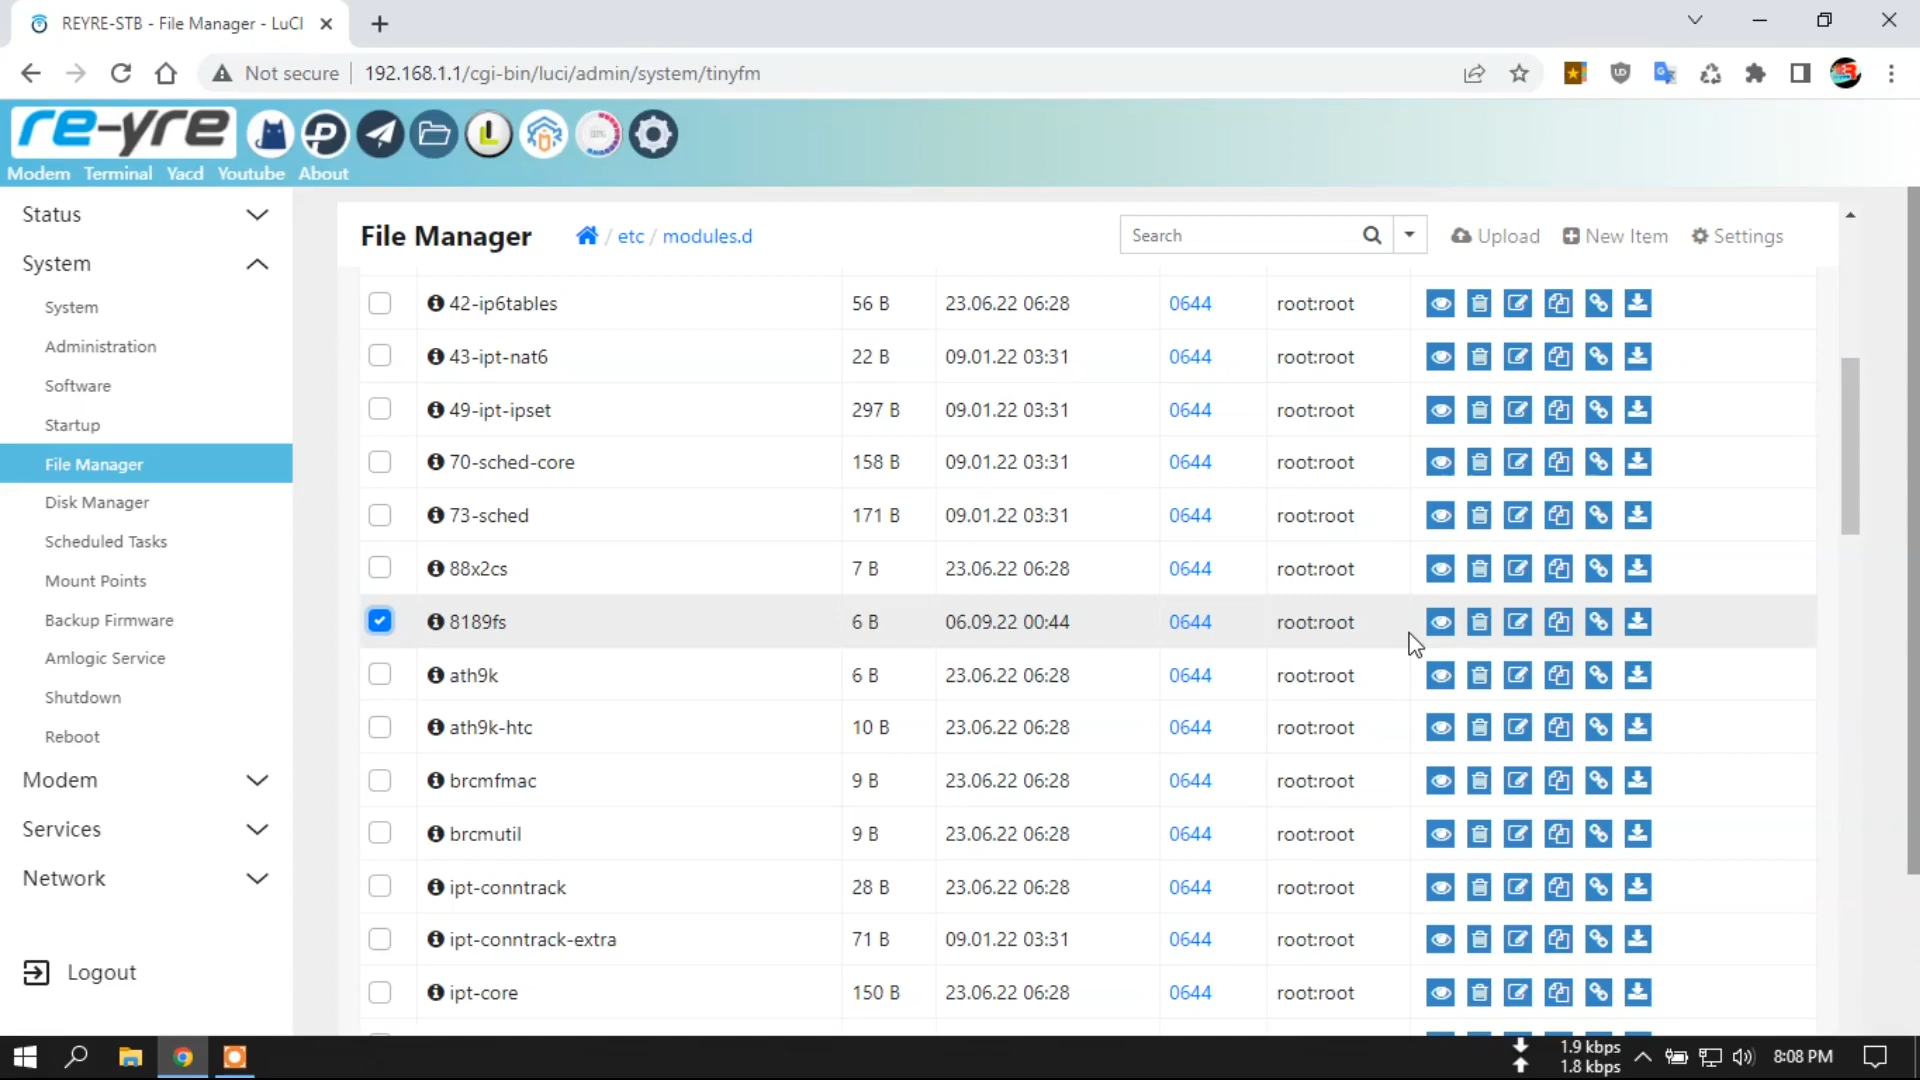 REYRE-STB - File Manager - LuCI
Not secure 192.168.1.1/cgi-bin/luci/admin/system/tinyfm
re-yre
Modem Terminal Yacd Youtube About
Status
System
System
Administration
Software
Startup
File Manager
Disk Manager
Scheduled Tasks
Mount Points
Backup Firmware
Amlogic Service
Shutdown
Reboot
Modem
Services
Network
Logout
File Manager / etc / modules.d Search Upload New Item Settings
42-ip6tables 56 B 23.06.22 06:28 0644 root:root
43-ipt-nat6 22 B 09.01.22 03:31 0644 root:root
49-ipt-ipset 297 B 09.01.22 03:31 0644 root:root
70-sched-core 158 B 09.01.22 03:31 0644 root:root
73-sched 171 B 09.01.22 03:31 0644 root:root
88x2cs 7 B 23.06.22 06:28 0644 root:root
8189fs 6 B 06.09.22 00:44 0644 root:root
ath9k 6 B 23.06.22 06:28 0644 root:root
ath9k-htc 10 B 23.06.22 06:28 0644 root:root
brcmfmac 9 B 23.06.22 06:28 0644 root:root
brcmutil 9 B 23.06.22 06:28 0644 root:root
ipt-conntrack 28 B 23.06.22 06:28 0644 root:root
ipt-conntrack-extra 71 B 09.01.22 03:31 0644 root:root
ipt-core 150 B 23.06.22 06:28 0644 root:root
1.9 kbps
1.8 kbps
8:08 PM